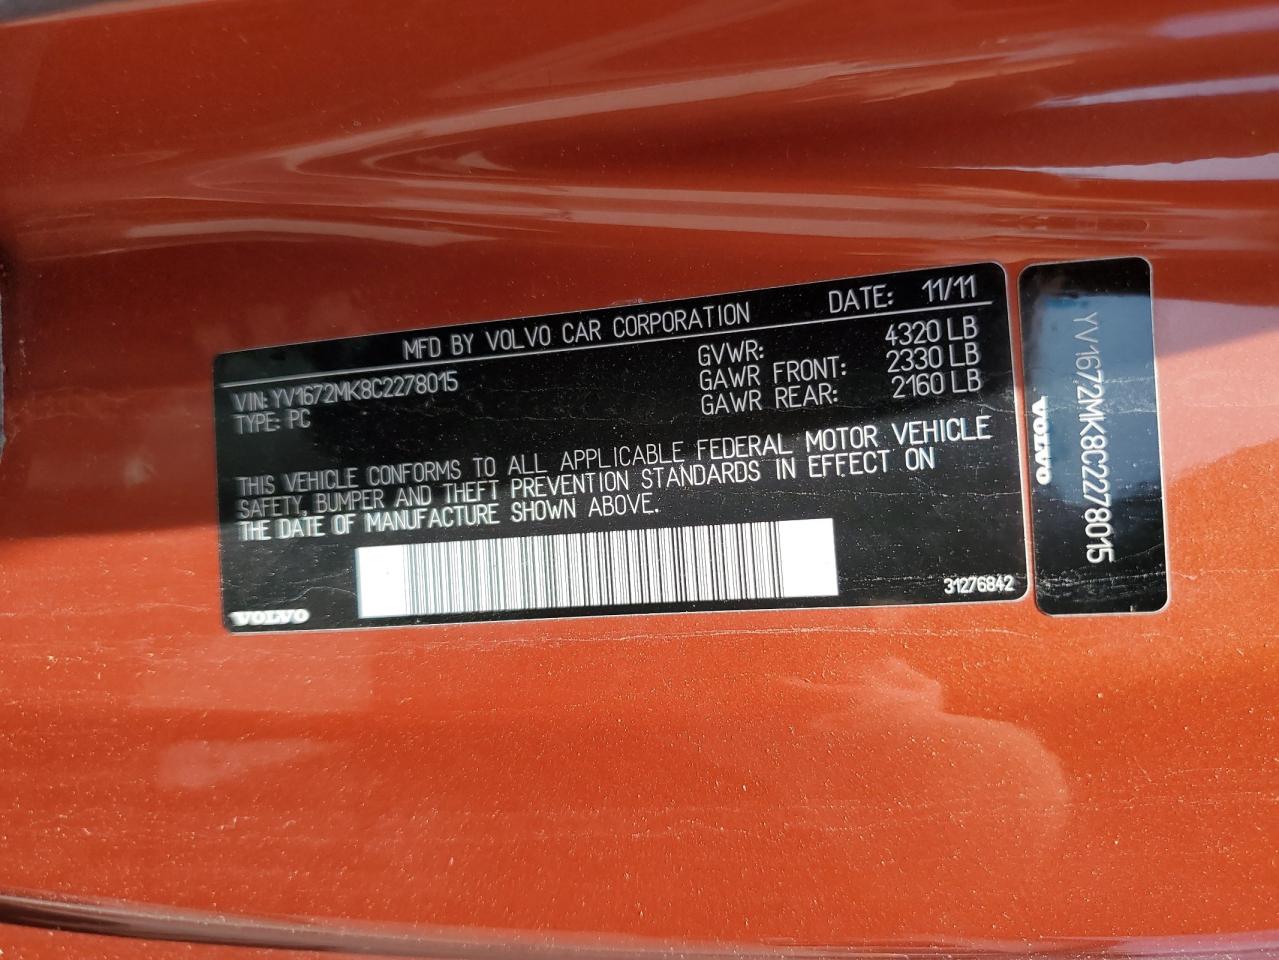 MFD BY VOLVO CAR CORPORATION DATE: 11/11
VIN: YV1672MK8C2278015
TYPE: PC
GVWR: 4320 LB
GAWR FRONT: 2330 LB
GAWR REAR: 2160 LB
THIS VEHICLE CONFORMS TO ALL APPLICABLE FEDERAL MOTOR VEHICLE
SAFETY, BUMPER AND THEFT PREVENTION STANDARDS IN EFFECT ON
THE DATE OF MANUFACTURE SHOWN ABOVE.
31276842
VOLVO
YV1672MK8C2278015
VOLVO